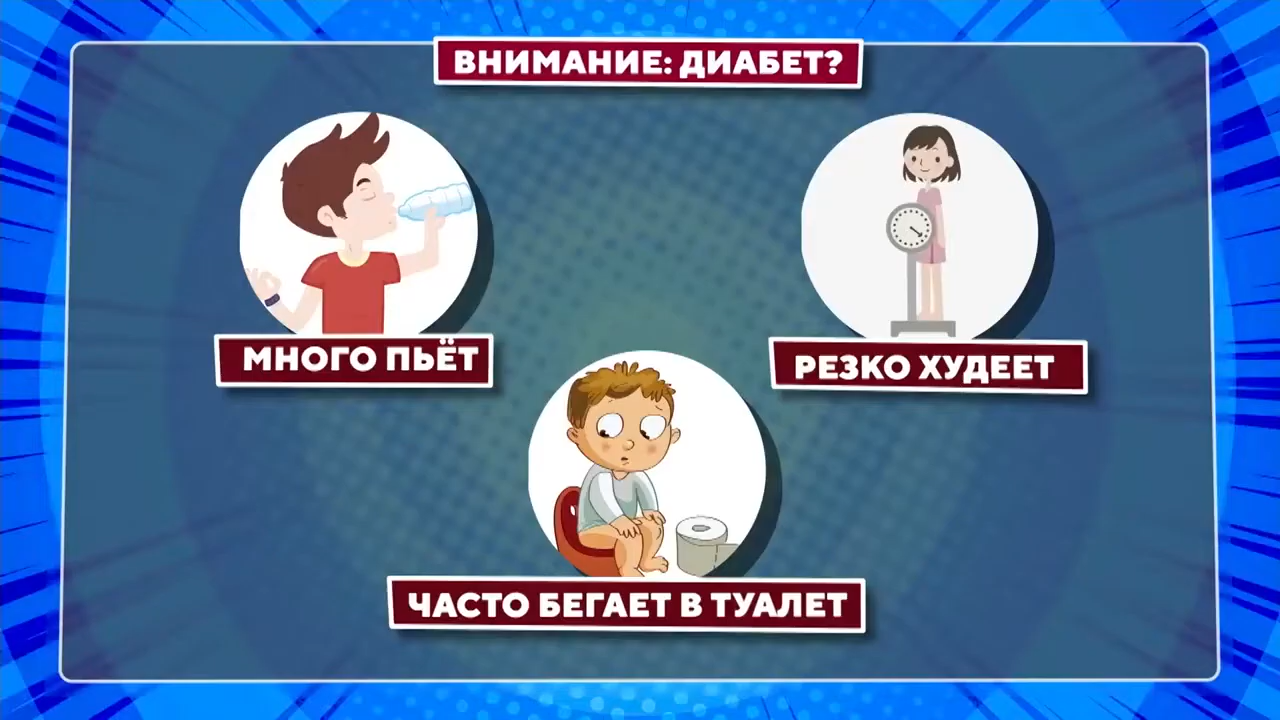 ВНИМАНИЕ: ДИАБЕТ?
МНОГО ПЬЁТ
РЕЗКО ХУДЕЕТ
ЧАСТО БЕГАЕТ В ТУАЛЕТ